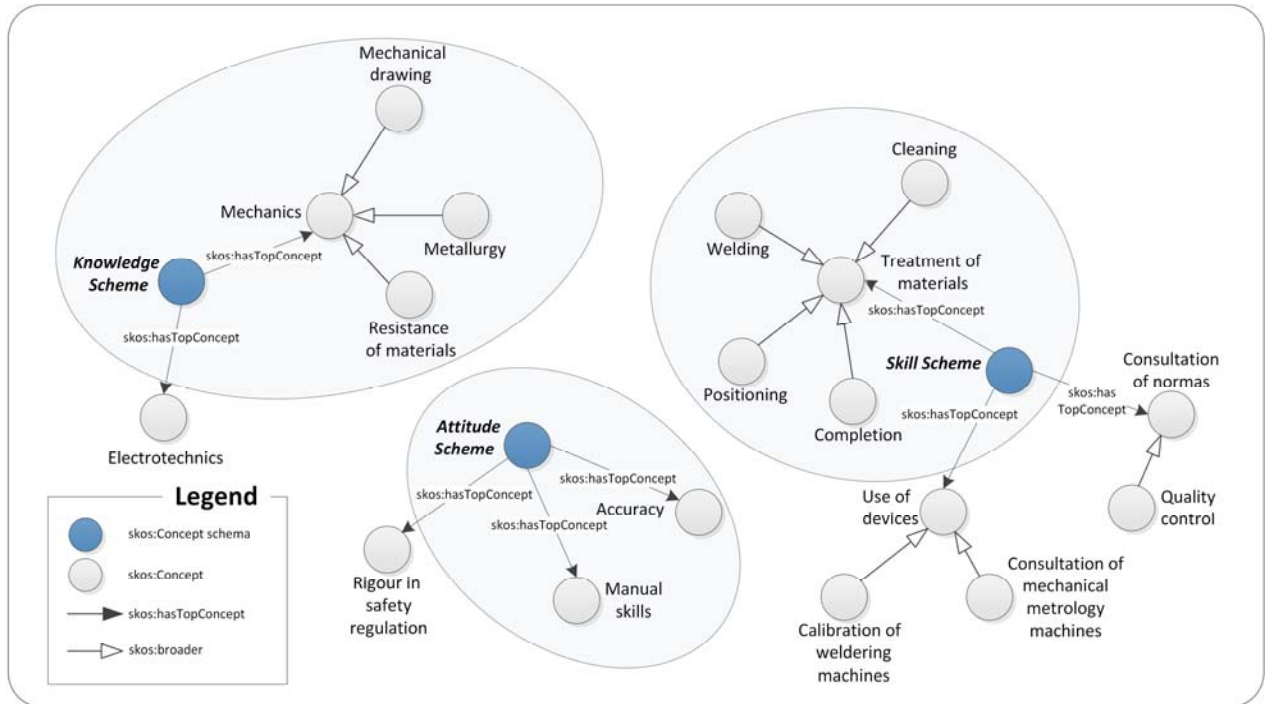 Mechanical
drawing
Mechanics
Metallurgy
skos:hasTopConcept
Knowledge
Scheme
Resistance
of materials
skos:hasTopConcept
Electrotechnics
Cleaning
Welding
Treatment of
materials
skos:hasTopConcept
Positioning
Skill Scheme
Completion
skos:hasTopConcept
Consultation
of normas
skos:has
TopConcept
Quality
control
Use of
devices
Calibration of
weldering
machines
Consultation of
mechanical
metrology
machines
Attitude
Scheme
skos:hasTopConcept
skos:hasTopConcept
Accuracy
skos:hasTopConcept
Rigour in
safety
regulation
Manual
skills
Legend
skos:Concept schema
skos:Concept
skos:hasTopConcept
skos:broader